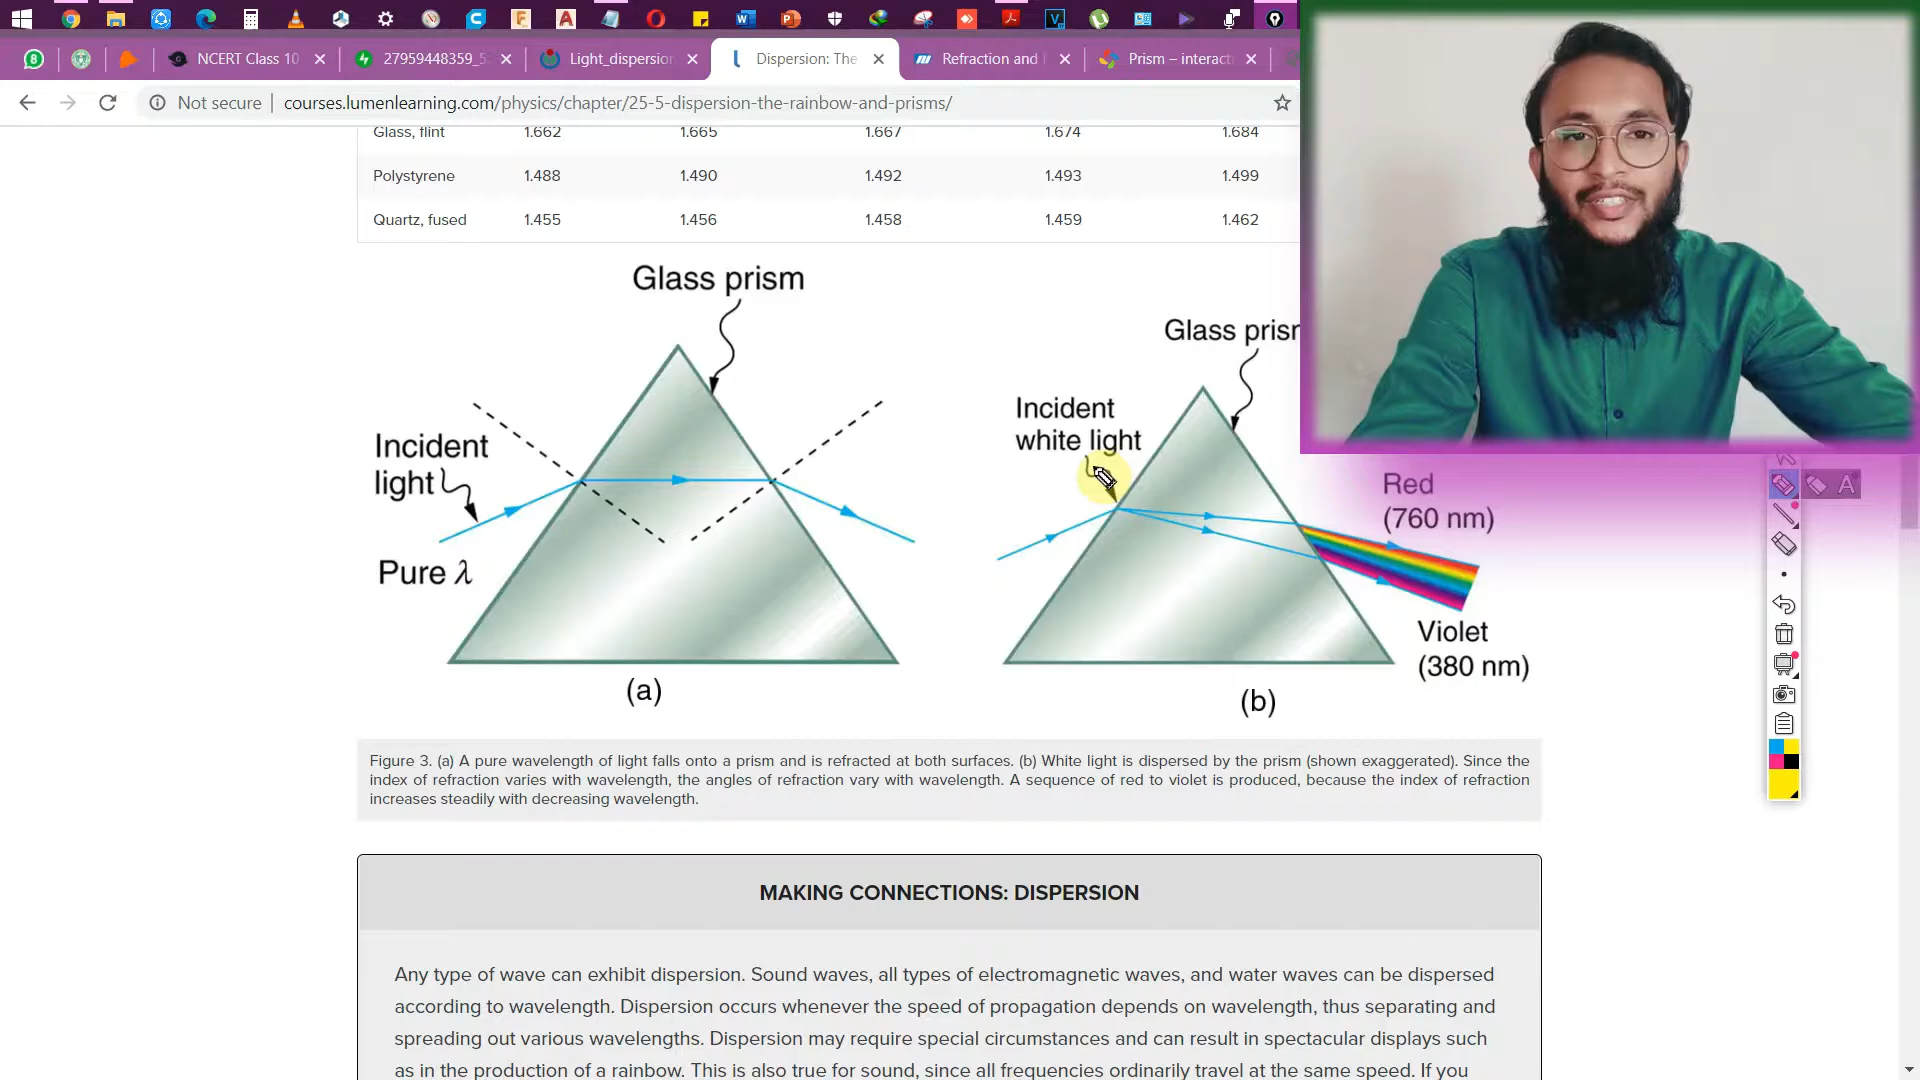 NCERT Class 10
27959448359_5
Light_dispersion
Dispersion: The
Refraction and
Prism – interact
Not secure
courses.lumenlearning.com/physics/chapter/25-5-dispersion-the-rainbow-and-prisms/
Glass, flint 1.662 1.665 1.667 1.674 1.684
Polystyrene 1.488 1.490 1.492 1.493 1.499
Quartz, fused 1.455 1.456 1.458 1.459 1.462
Glass prism
Incident
light
Pure λ
(a)
Glass prism
Incident
white light
Red
(760 nm)
Violet
(380 nm)
(b)
Figure 3. (a) A pure wavelength of light falls onto a prism and is refracted at both surfaces. (b) White light is dispersed by the prism (shown exaggerated). Since the
index of refraction varies with wavelength, the angles of refraction vary with wavelength. A sequence of red to violet is produced, because the index of refraction
increases steadily with decreasing wavelength.
MAKING CONNECTIONS: DISPERSION
Any type of wave can exhibit dispersion. Sound waves, all types of electromagnetic waves, and water waves can be dispersed
according to wavelength. Dispersion occurs whenever the speed of propagation depends on wavelength, thus separating and
spreading out various wavelengths. Dispersion may require special circumstances and can result in spectacular displays such
as in the production of a rainbow. This is also true for sound, since all frequencies ordinarily travel at the same speed. If you